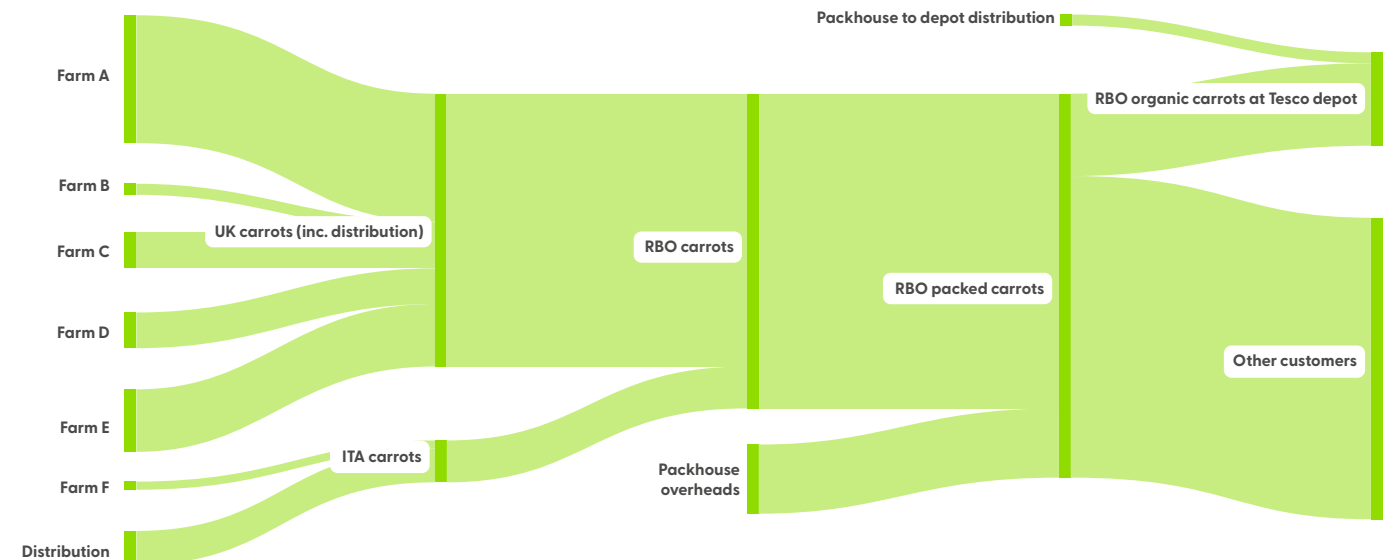 Packhouse to depot distribution
Farm A
RBO organic carrots at Tesco depot
Farm B
UK carrots (inc. distribution)
Farm C
RBO carrots
RBO packed carrots
Farm D
Other customers
Farm E
ITA carrots
Packhouse
overheads
Farm F
Distribution